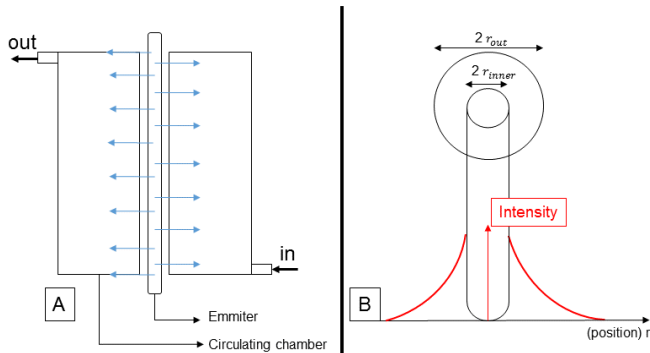 out
in
A
Emmiter
Circulating chamber
2 r_out
2 r_inner
Intensity
B
(position) r